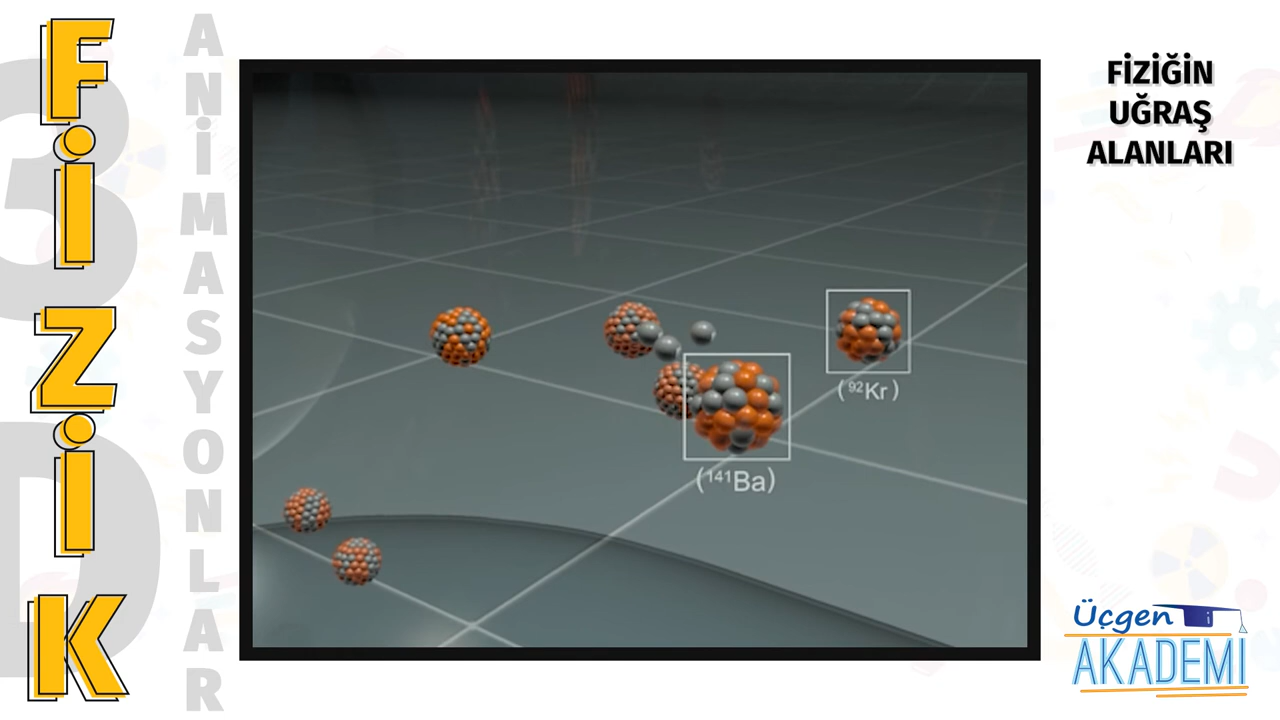 FİZİK
3D
ANİMASYONLAR
(⁹²Kr)
(¹⁴¹Ba)
FİZİĞİN
UĞRAŞ
ALANLARI
Üçgen
AKADEMİ